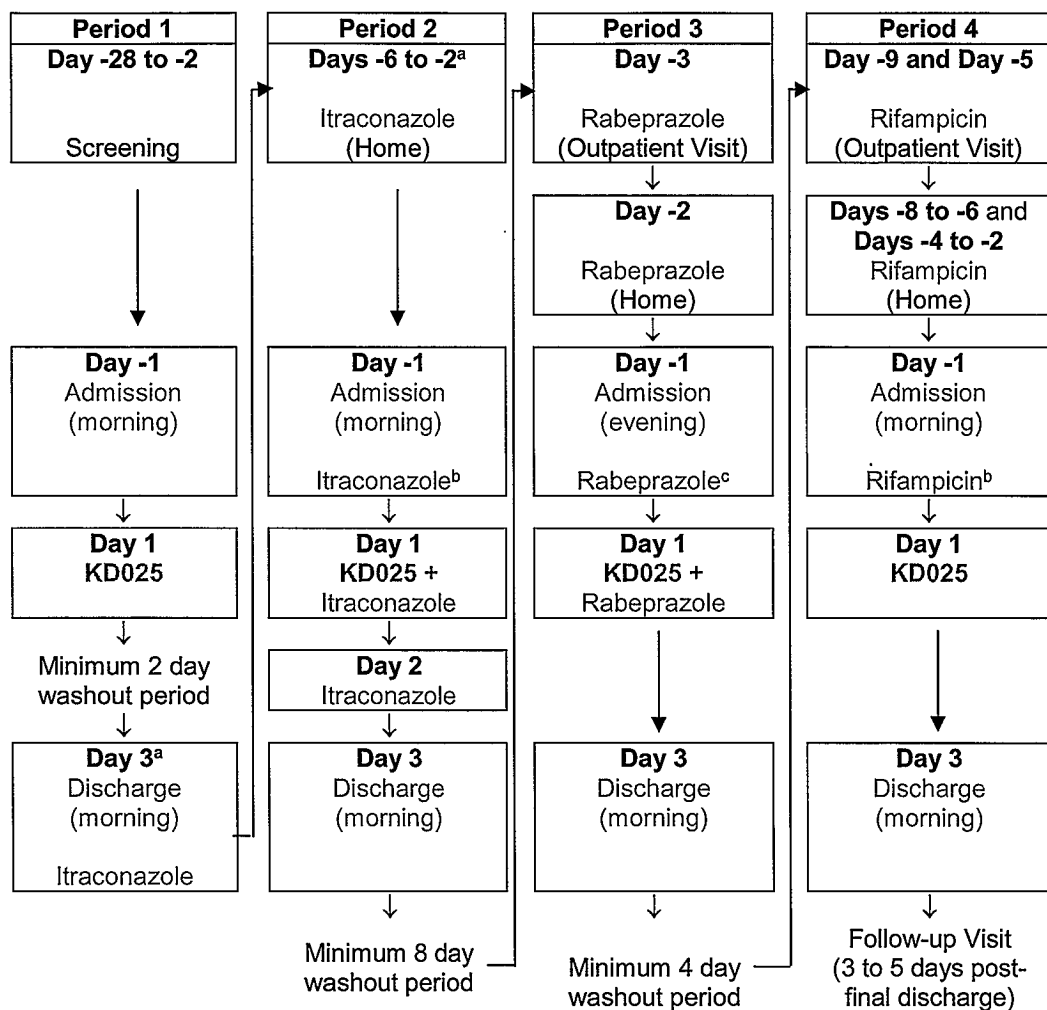 Period 1
Day -28 to -2
Screening
Day -1
Admission
(morning)
Day 1
KD025
Minimum 2 day
washout period
Day 3ᵃ
Discharge
(morning)
Itraconazole
Period 2
Days -6 to -2ᵃ
Itraconazole
(Home)
Day -1
Admission
(morning)
Itraconazoleᵇ
Day 1
KD025 +
Itraconazole
Day 2
Itraconazole
Day 3
Discharge
(morning)
Minimum 8 day
washout period
Period 3
Day -3
Rabeprazole
(Outpatient Visit)
Day -2
Rabeprazole
(Home)
Day -1
Admission
(evening)
Rabeprazoleᶜ
Day 1
KD025 +
Rabeprazole
Day 3
Discharge
(morning)
Minimum 4 day
washout period
Period 4
Day -9 and Day -5
Rifampicin
(Outpatient Visit)
Days -8 to -6 and
Days -4 to -2
Rifampicin
(Home)
Day -1
Admission
(morning)
Rifampicinᵇ
Day 1
KD025
Day 3
Discharge
(morning)
Follow-up Visit
(3 to 5 days post-
final discharge)